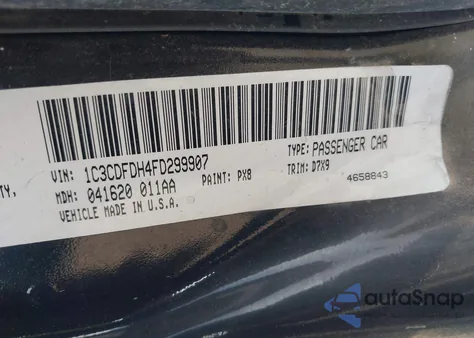 TY,
VIN: 1C3CDFDH4FD299907 TYPE: PASSENGER CAR
MDH: 041620 011AA PAINT: PX8 TRIM: D7X9
VEHICLE MADE IN U.S.A. 4658843
autoSnap